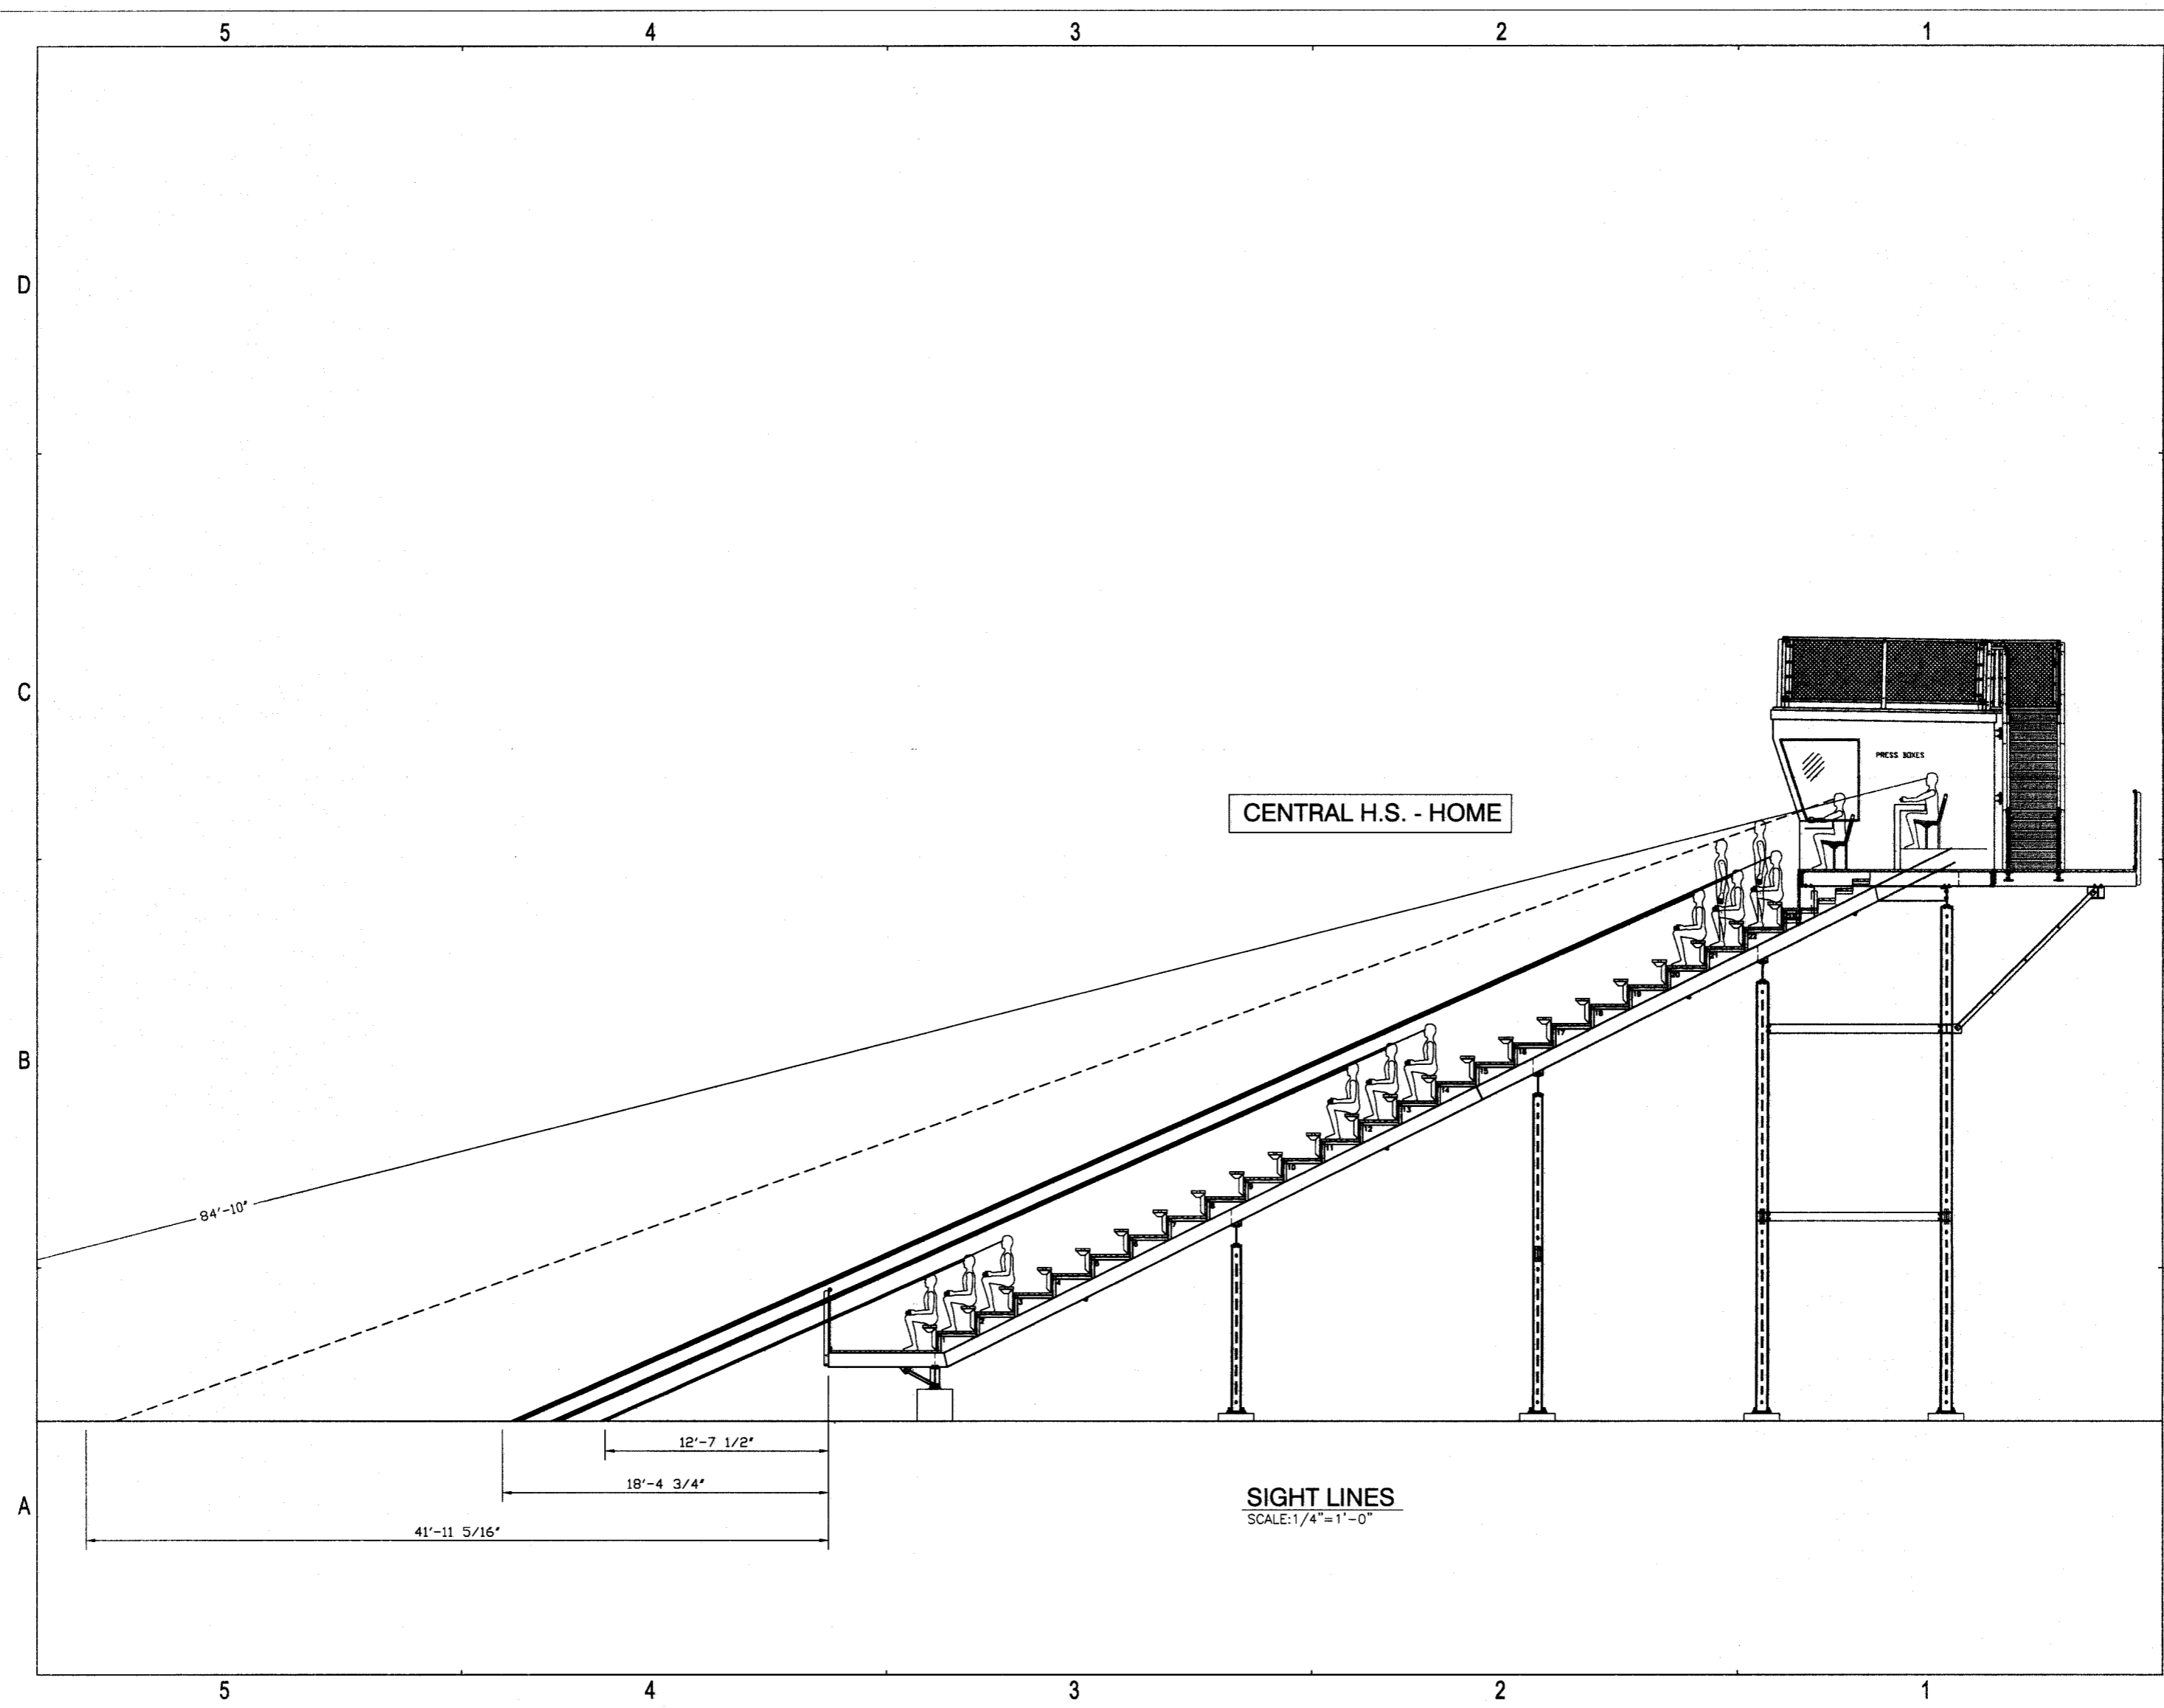 5 4 3 2 1
D
C
PRESS BOXES
CENTRAL H.S. - HOME
B
84'-10"
12'-7 1/2"
18'-4 3/4"
A
SIGHT LINES
SCALE:1/4"=1'-0"
41'-11 5/16"
5 4 3 2 1